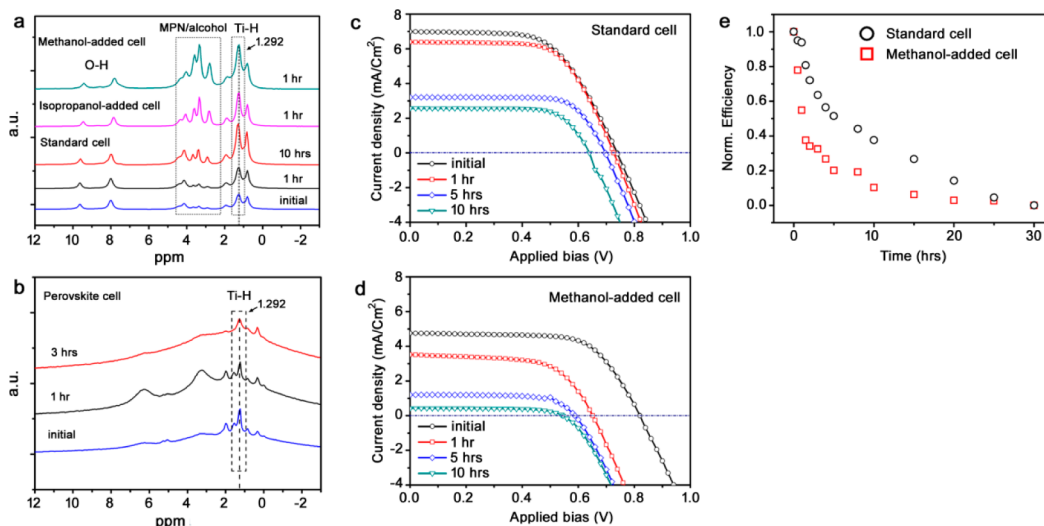 a
MPN/alcohol
Ti-H
1.292
Methanol-added cell
O-H
1 hr
Isopropanol-added cell
1 hr
Standard cell
10 hrs
1 hr
initial
a.u.
12 10 8 6 4 2 0 -2
ppm
b
Perovskite cell
Ti-H
1.292
3 hrs
1 hr
initial
a.u.
12 10 8 6 4 2 0 -2
ppm
c
Standard cell
8
6
4
2
0
-2
-4
Current density (mA/Cm²)
initial
1 hr
5 hrs
10 hrs
0.0 0.2 0.4 0.6 0.8 1.0
Applied bias (V)
d
Methanol-added cell
8
6
4
2
0
-2
-4
Current density (mA/Cm²)
initial
1 hr
5 hrs
10 hrs
0.0 0.2 0.4 0.6 0.8 1.0
Applied bias (V)
e
Standard cell
Methanol-added cell
1.0
0.8
0.6
0.4
0.2
0.0
Norm. Efficiency
0 10 20 30
Time (hrs)